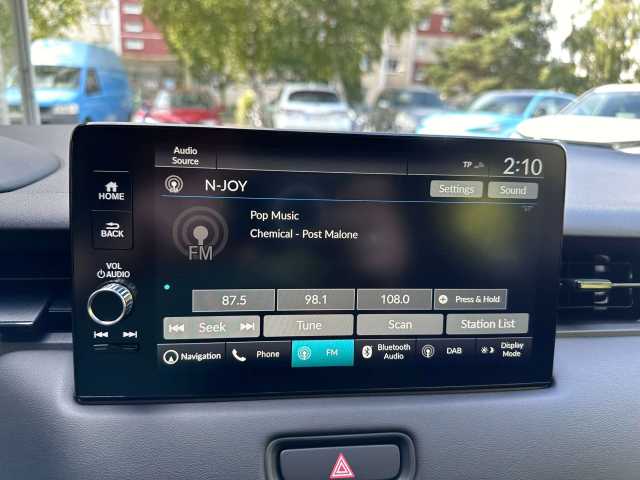 Audio
Source
TP
2:10
HOME
N-JOY
Settings
Sound
BACK
Pop Music
Chemical - Post Malone
FM
VOL
AUDIO
87.5
98.1
108.0
Press & Hold
Seek
Tune
Scan
Station List
Navigation
Phone
FM
Bluetooth
Audio
DAB
Display
Mode